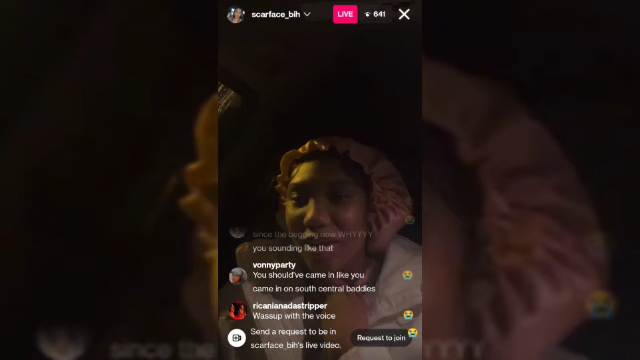 scarface_bih
LIVE
641
since the begging now WHYYYY
you sounding like that
vonnyparty
You should've came in like you
came in on south central baddies
ricanianadastripper
Wassup with the voice
Send a request to be in
scarface_bih's live video.
Request to join